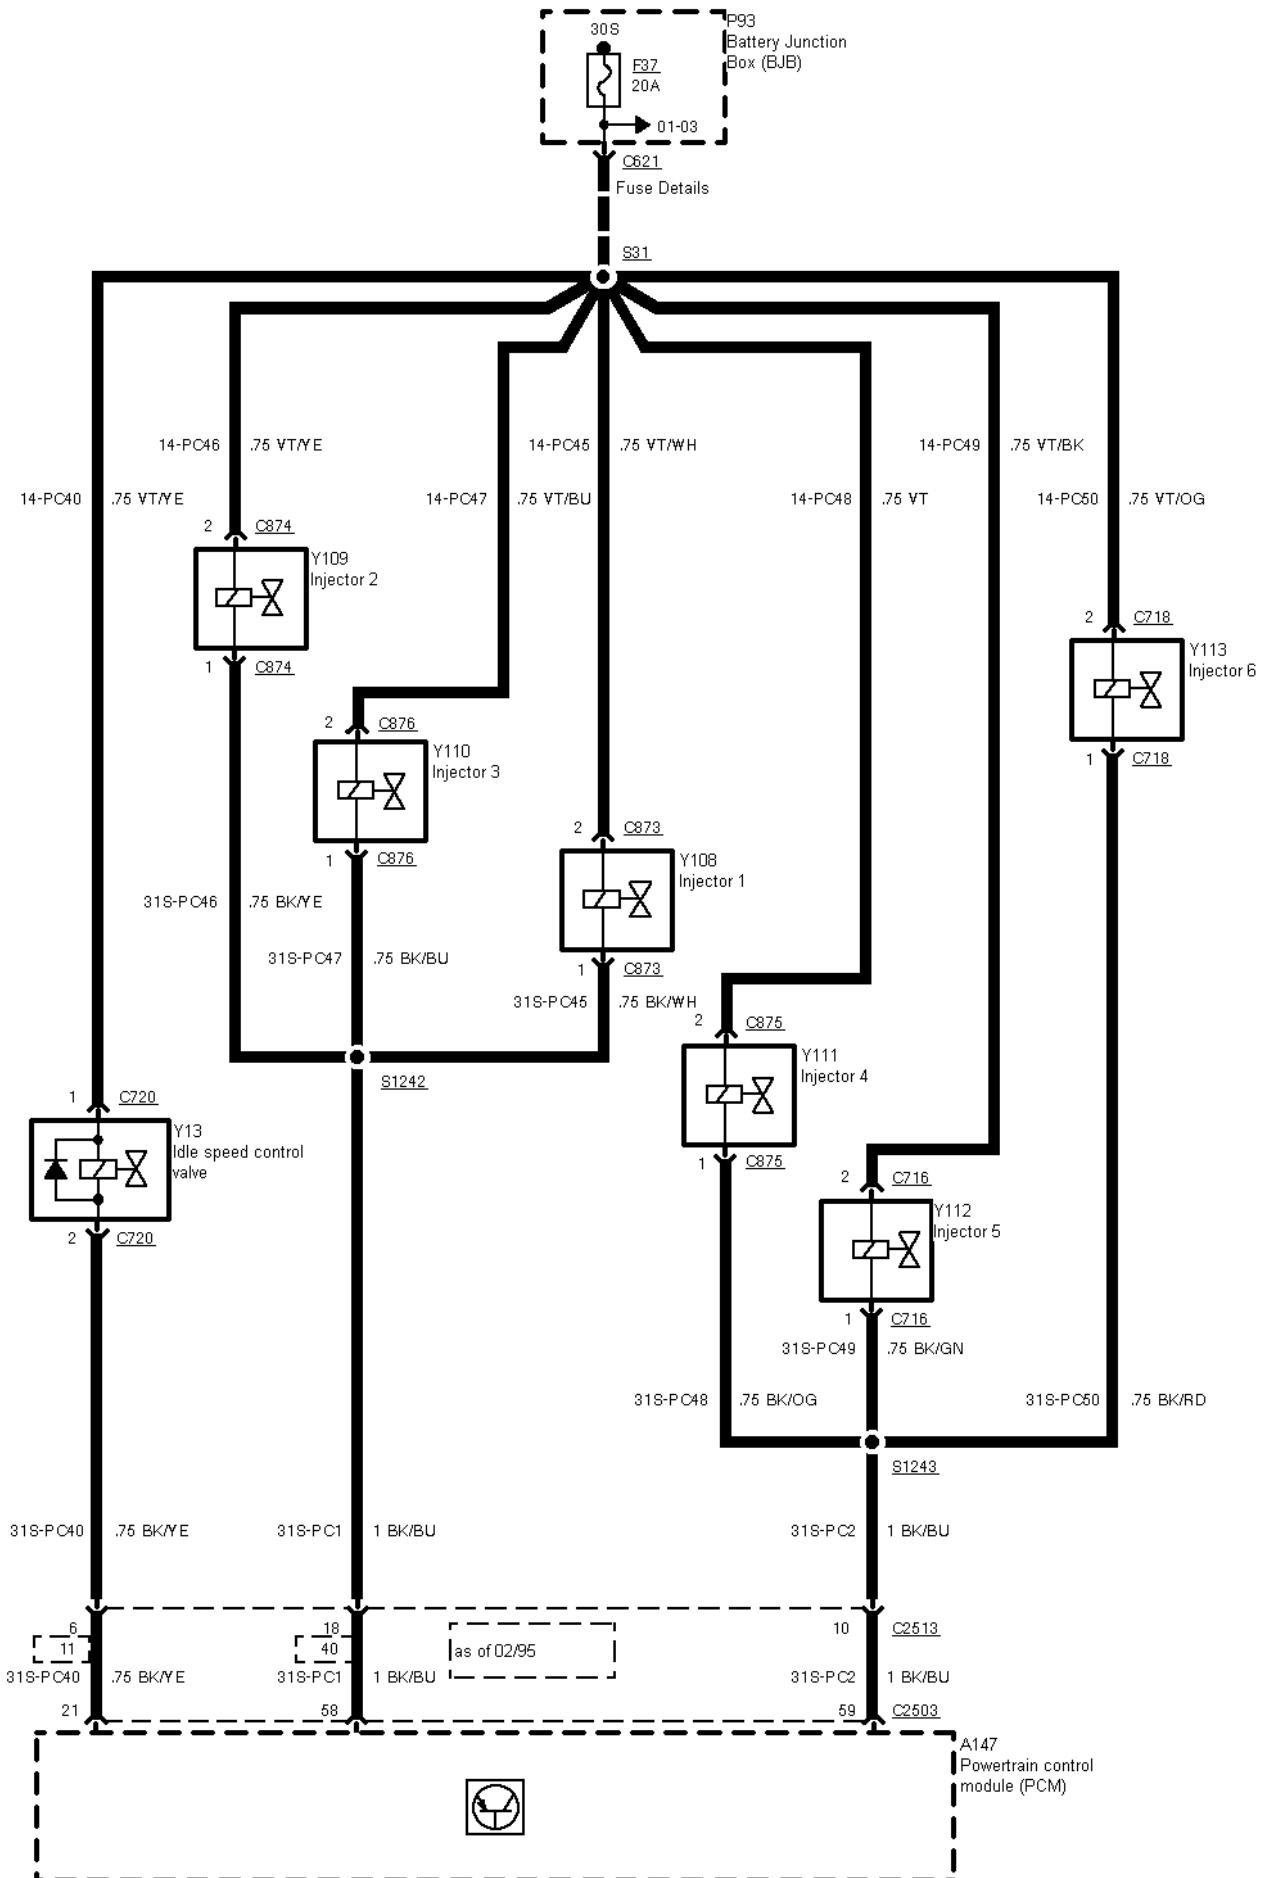 P93
Battery Junction
Box (BJB)
30S
F37
20A
01-03
C621
Fuse Details
S31
14-PC46 .75 VT/YE
14-PC45 .75 VT/WH
14-PC49 .75 VT/BK
14-PC40 .75 VT/YE
14-PC47 .75 VT/BU
14-PC48 .75 VT
14-PC50 .75 VT/OG
2 C874
Y109
Injector 2
1 C874
2 C718
Y113
Injector 6
1 C718
2 C876
Y110
Injector 3
1 C876
2 C873
Y108
Injector 1
1 C873
31S-PC46 .75 BK/YE
31S-PC47 .75 BK/BU
31S-PC45 .75 BK/WH
2 C875
Y111
Injector 4
1 C875
S1242
1 C720
Y13
Idle speed control
valve
2 C720
2 C716
Y112
Injector 5
1 C716
31S-PC49 .75 BK/GN
31S-PC48 .75 BK/OG
31S-PC50 .75 BK/RD
S1243
31S-PC40 .75 BK/YE
31S-PC1 1 BK/BU
31S-PC2 1 BK/BU
6 18 10 C2513
11 40 as of 02/95
31S-PC40 .75 BK/YE
31S-PC1 1 BK/BU
31S-PC2 1 BK/BU
21 58 59 C2503
A147
Powertrain control
module (PCM)